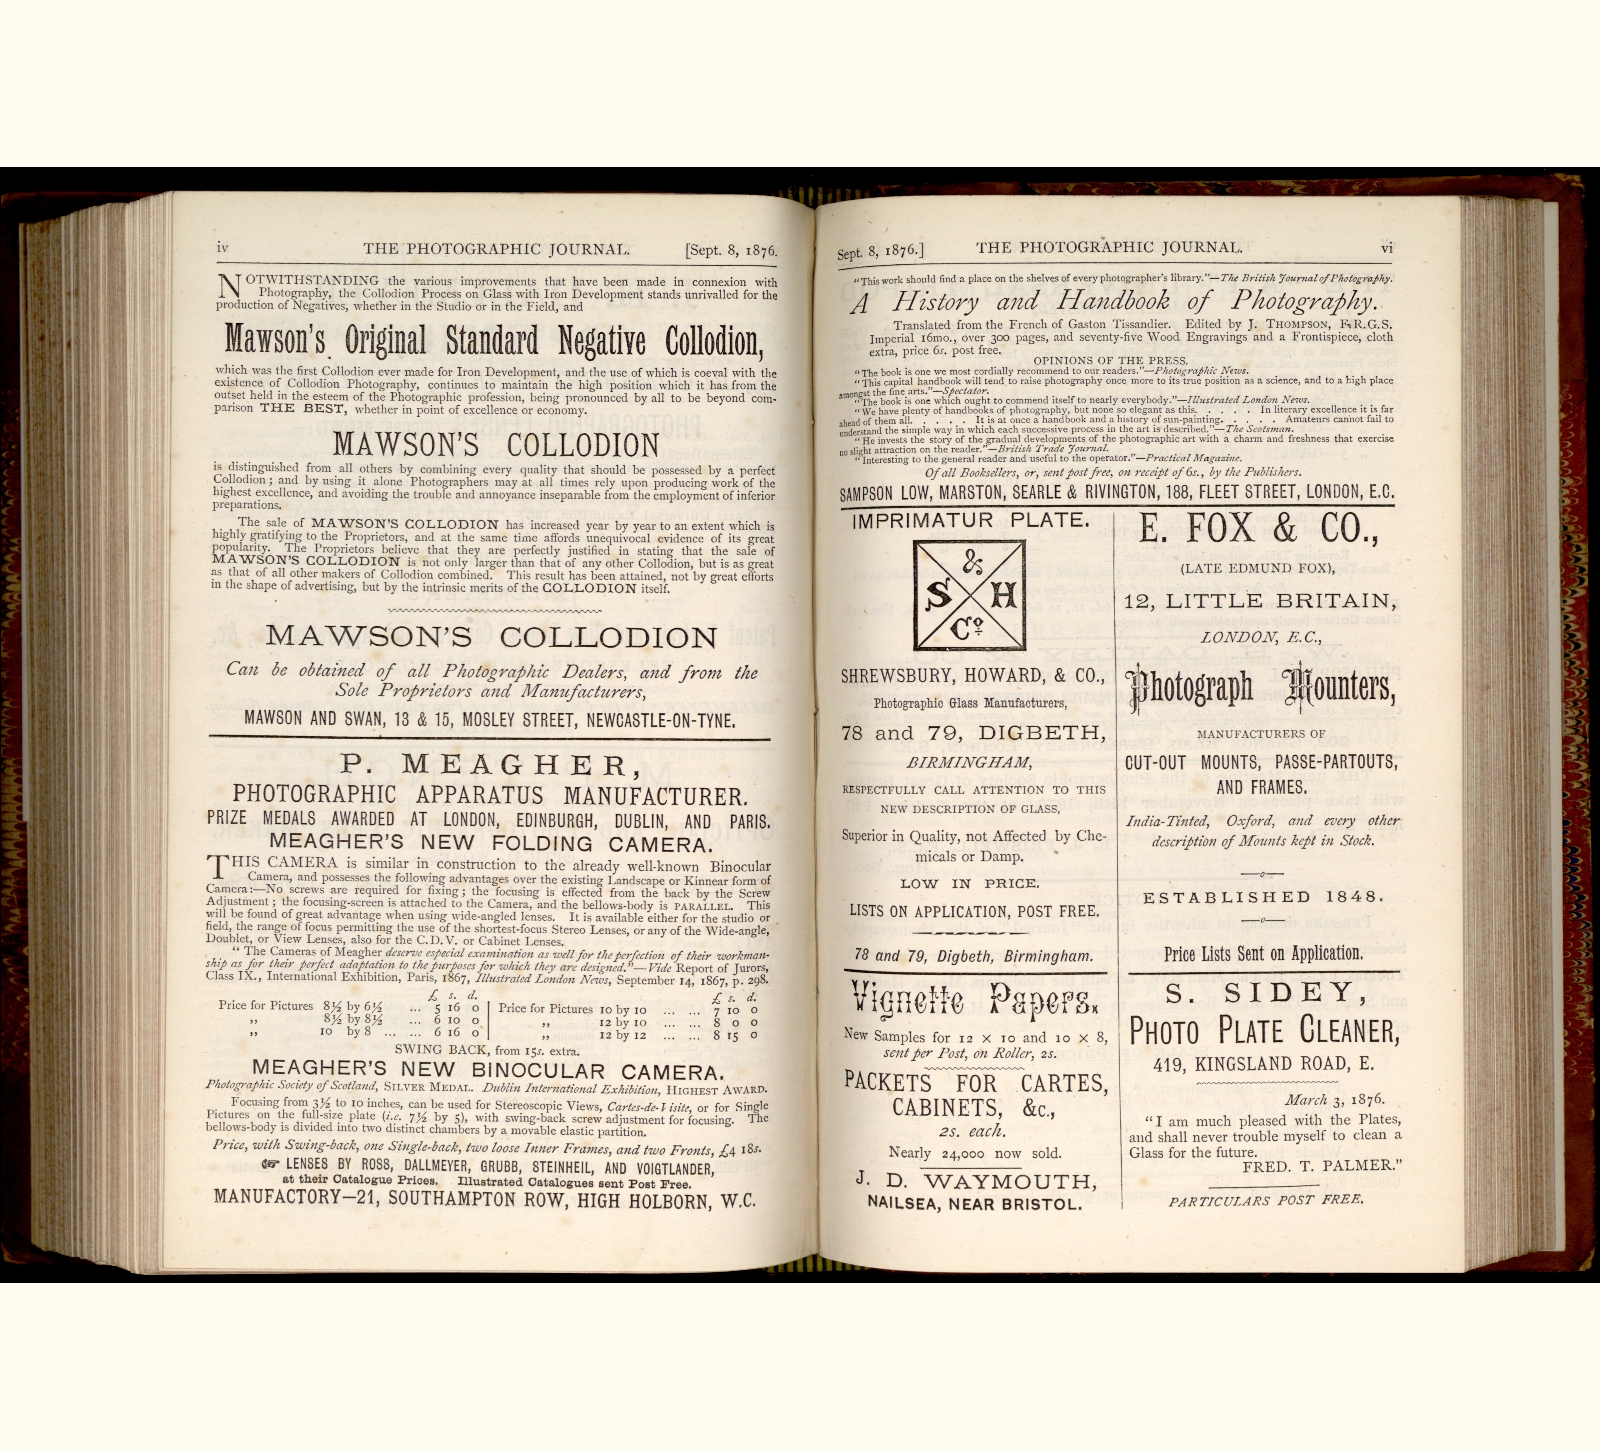 iv THE PHOTOGRAPHIC JOURNAL. [Sept. 8, 1876.
NOTWITHSTANDING the various improvements that have been made in connexion with
Photography, the Collodion Process on Glass with Iron Development stands unrivalled for the
production of Negatives, whether in the Studio or in the Field, and
Mawson's Original Standard Negative Collodion,
which was the first Collodion ever made for Iron Development, and the use of which is coeval with the
existence of Collodion Photography, continues to maintain the high position which it has from the
outset held in the esteem of the Photographic profession, being pronounced by all to be beyond com-
parison THE BEST, whether in point of excellence or economy.
MAWSON'S COLLODION
is distinguished from all others by combining every quality that should be possessed by a perfect
Collodion; and by using it alone Photographers may at all times rely upon producing work of the
highest excellence, and avoiding the trouble and annoyance inseparable from the employment of inferior
preparations.
The sale of MAWSON'S COLLODION has increased year by year to an extent which is
highly gratifying to the Proprietors, and at the same time affords unequivocal evidence of its great
popularity. The Proprietors believe that they are perfectly justified in stating that the sale of
MAWSON'S COLLODION is not only larger than that of any other Collodion, but is as great
as that of all other makers of Collodion combined. This result has been attained, not by great efforts
in the shape of advertising, but by the intrinsic merits of the COLLODION itself.
MAWSON'S COLLODION
Can be obtained of all Photographic Dealers, and from the
Sole Proprietors and Manufacturers,
MAWSON AND SWAN, 13 & 15, MOSLEY STREET, NEWCASTLE-ON-TYNE.
P. MEAGHER,
PHOTOGRAPHIC APPARATUS MANUFACTURER.
PRIZE MEDALS AWARDED AT LONDON, EDINBURGH, DUBLIN, AND PARIS.
MEAGHER'S NEW FOLDING CAMERA.
THIS CAMERA is similar in construction to the already well-known Binocular
Camera, and possesses the following advantages over the existing Landscape or Kinnear form of
Camera:—No screws are required for fixing; the focusing is effected from the back by the Screw
Adjustment; the focusing-screen is attached to the Camera, and the bellows-body is PARALLEL. This
will be found of great advantage when using wide-angled lenses. It is available either for the studio or
field, the range of focus permitting the use of the shortest-focus Stereo Lenses, or any of the Wide-angle,
Doublet, or View Lenses, also for the C.D.V. or Cabinet Lenses.
"The Cameras of Meagher deserve especial examination as well for the perfection of their workman-
ship as for their perfect adaptation to the purposes for which they are designed."—Vide Report of Jurors,
Class IX., International Exhibition, Paris, 1867, Illustrated London News, September 14, 1867, p. 298.
£ s. d. £ s. d.
Price for Pictures 8½ by 6½ ... 5 16 0 Price for Pictures 10 by 10 ... ... 7 10 0
,, 8½ by 8½ ... 6 10 0 ,, 12 by 10 ... ... 8 0 0
,, 10 by 8 ... ... 6 16 0 ,, 12 by 12 ... ... 8 15 0
SWING BACK, from 15s. extra.
MEAGHER'S NEW BINOCULAR CAMERA.
Photographic Society of Scotland, SILVER MEDAL. Dublin International Exhibition, HIGHEST AWARD.
Focusing from 3½ to 10 inches, can be used for Stereoscopic Views, Cartes-de-Visite, or for Single
Pictures on the full-size plate (i.e. 7½ by 5), with swing-back screw adjustment for focusing. The
bellows-body is divided into two distinct chambers by a movable elastic partition.
Price, with Swing-back, one Single-back, two loose Inner Frames, and two Fronts, £4 18s.
☞ LENSES BY ROSS, DALLMEYER, GRUBB, STEINHEIL, AND VOIGTLANDER,
at their Catalogue Prices. Illustrated Catalogues sent Post Free.
MANUFACTORY—21, SOUTHAMPTON ROW, HIGH HOLBORN, W.C.
Sept. 8, 1876.] THE PHOTOGRAPHIC JOURNAL. vi
"This work should find a place on the shelves of every photographer's library."—The British Journal of Photography.
A History and Handbook of Photography.
Translated from the French of Gaston Tissandier. Edited by J. THOMPSON, F.R.G.S.
Imperial 16mo., over 300 pages, and seventy-five Wood Engravings and a Frontispiece, cloth
extra, price 6s. post free.
OPINIONS OF THE PRESS.
"The book is one we most cordially recommend to our readers."—Photographic News.
"This capital handbook will tend to raise photography once more to its true position as a science, and to a high place
amongst the fine arts."—Spectator.
"The book is one which ought to commend itself to nearly everybody."—Illustrated London News.
"We have plenty of handbooks of photography, but none so elegant as this. . . . . . In literary excellence it is far
ahead of them all. . . . . . It is at once a handbook and a history of sun-painting. . . . . . Amateurs cannot fail to
understand the simple way in which each successive process in the art is described."—The Scotsman.
"He invests the story of the gradual developments of the photographic art with a charm and freshness that exercise
no slight attraction on the reader."—British Trade Journal.
"Interesting to the general reader and useful to the operator."—Practical Magazine.
Of all Booksellers, or, sent post free, on receipt of 6s., by the Publishers.
SAMPSON LOW, MARSTON, SEARLE & RIVINGTON, 188, FLEET STREET, LONDON, E.C.
IMPRIMATUR PLATE.
&
S H
Co.
SHREWSBURY, HOWARD, & CO.,
Photographic Glass Manufacturers,
78 and 79, DIGBETH,
BIRMINGHAM,
RESPECTFULLY CALL ATTENTION TO THIS
NEW DESCRIPTION OF GLASS,
Superior in Quality, not Affected by Che-
micals or Damp.
LOW IN PRICE.
LISTS ON APPLICATION, POST FREE.
78 and 79, Digbeth, Birmingham.
Vignette Papers.
New Samples for 12 × 10 and 10 × 8,
sent per Post, on Roller, 2s.
PACKETS FOR CARTES,
CABINETS, &c.,
2s. each.
Nearly 24,000 now sold.
J. D. WAYMOUTH,
NAILSEA, NEAR BRISTOL.
E. FOX & CO.,
(LATE EDMUND FOX),
12, LITTLE BRITAIN,
LONDON, E.C.,
Photograph Mounters,
MANUFACTURERS OF
CUT-OUT MOUNTS, PASSE-PARTOUTS,
AND FRAMES.
India-Tinted, Oxford, and every other
description of Mounts kept in Stock.
ESTABLISHED 1848.
Price Lists Sent on Application.
S. SIDEY,
PHOTO PLATE CLEANER,
419, KINGSLAND ROAD, E.
March 3, 1876.
"I am much pleased with the Plates,
and shall never trouble myself to clean a
Glass for the future.
FRED. T. PALMER."
PARTICULARS POST FREE.